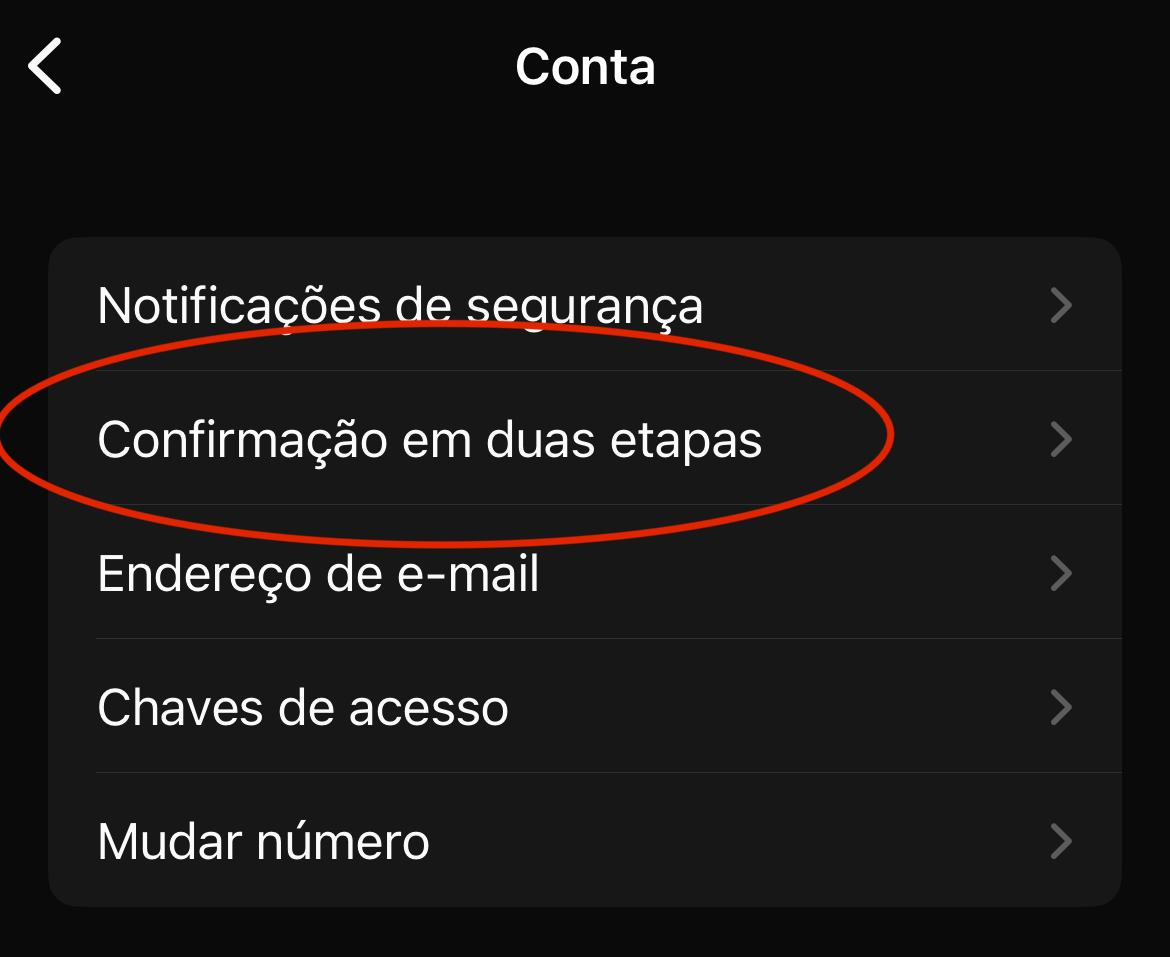 Conta
Notificações de segurança
Confirmação em duas etapas
Endereço de e-mail
Chaves de acesso
Mudar número